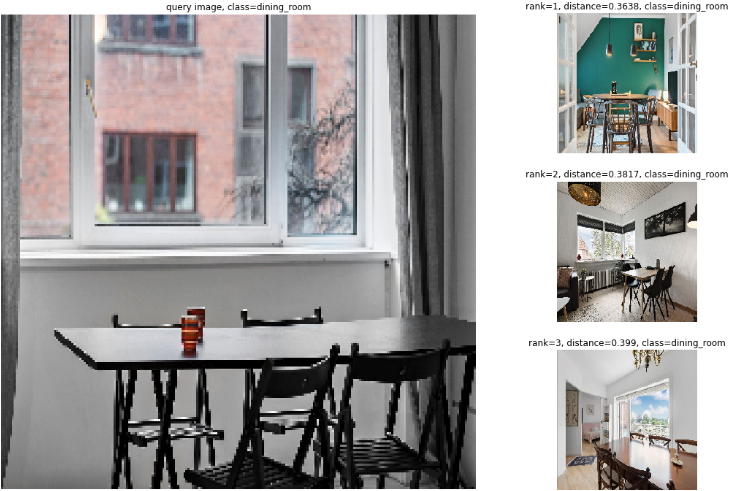 query image, class=dining_room
rank=1, distance=0.3638, class=dining_room
rank=2, distance=0.3817, class=dining_room
rank=3, distance=0.399, class=dining_room